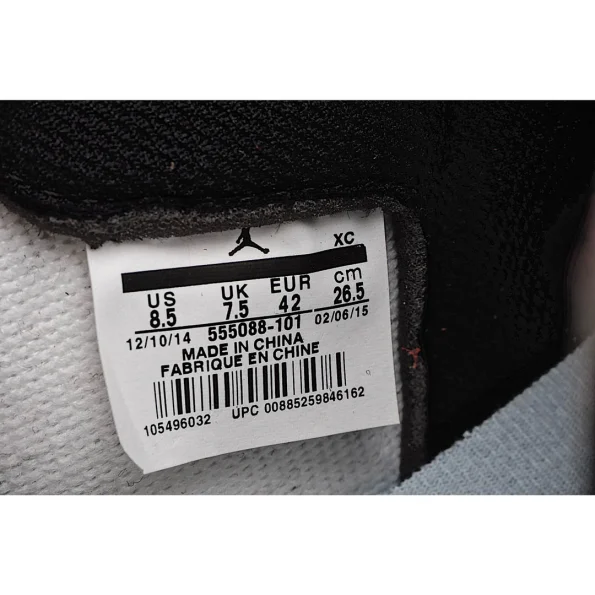 XC
US UK EUR cm
8.5 7.5 42 26.5
12/10/14 555088-101 02/06/15
MADE IN CHINA
FABRIQUE EN CHINE
105496032 UPC 00885259846162